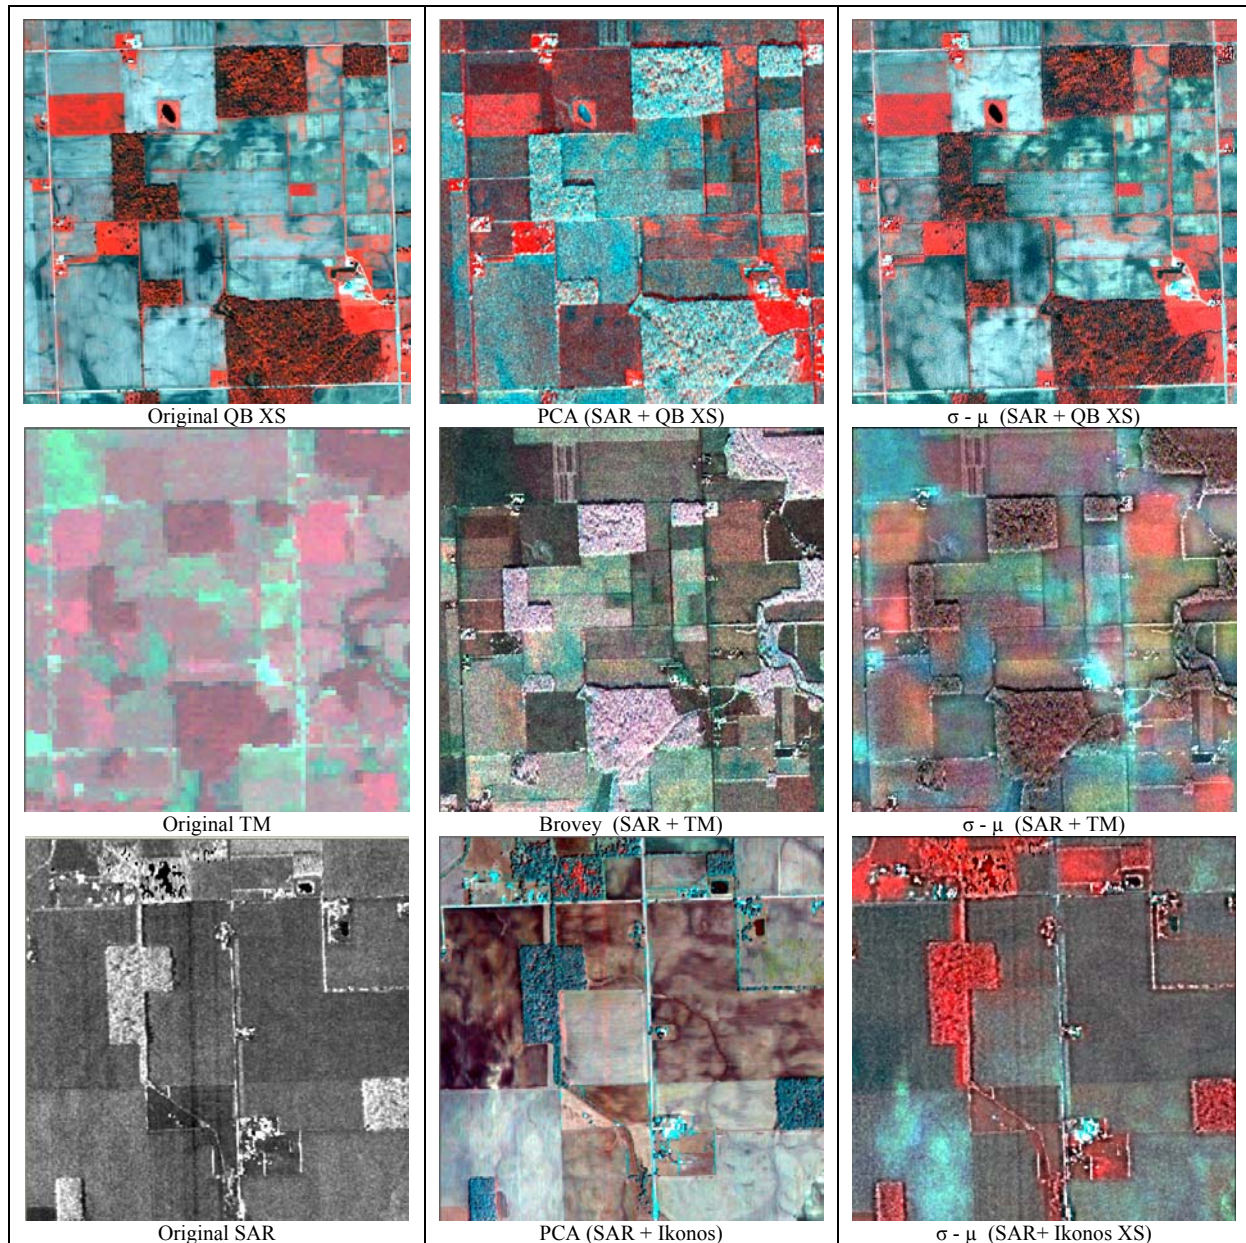 Original QB XS
PCA (SAR + QB XS)
σ - μ (SAR + QB XS)
Original TM
Brovey (SAR + TM)
σ - μ (SAR + TM)
Original SAR
PCA (SAR + Ikonos)
σ - μ (SAR+ Ikonos XS)